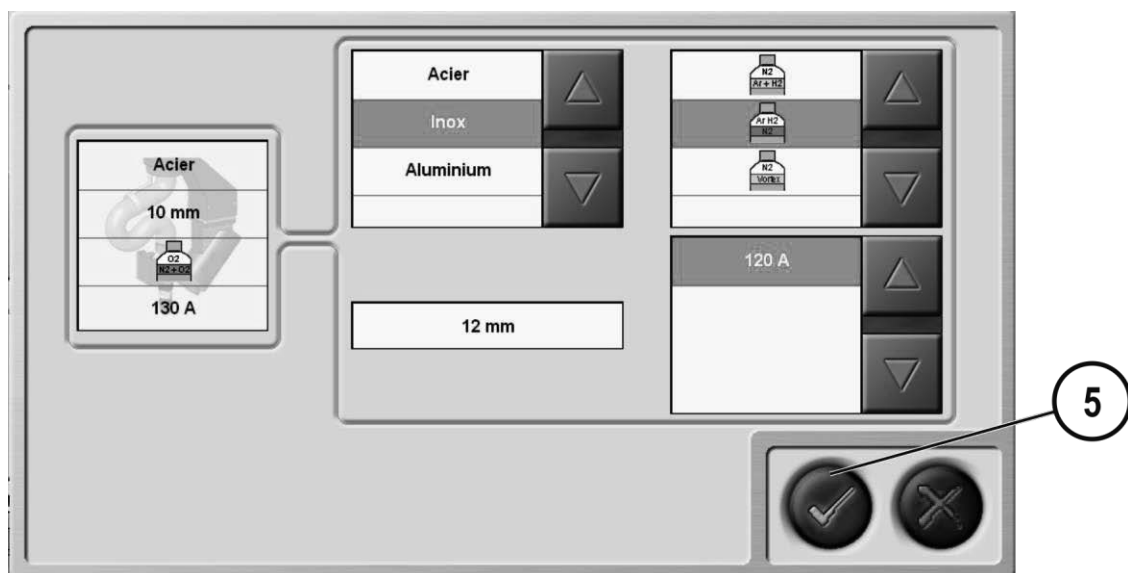 Acier
10 mm
O2
N2+O2
130 A
Acier
Inox
Aluminium
12 mm
N2
Ar + H2
Ar H2
N2
N2
Vortex
120 A
5